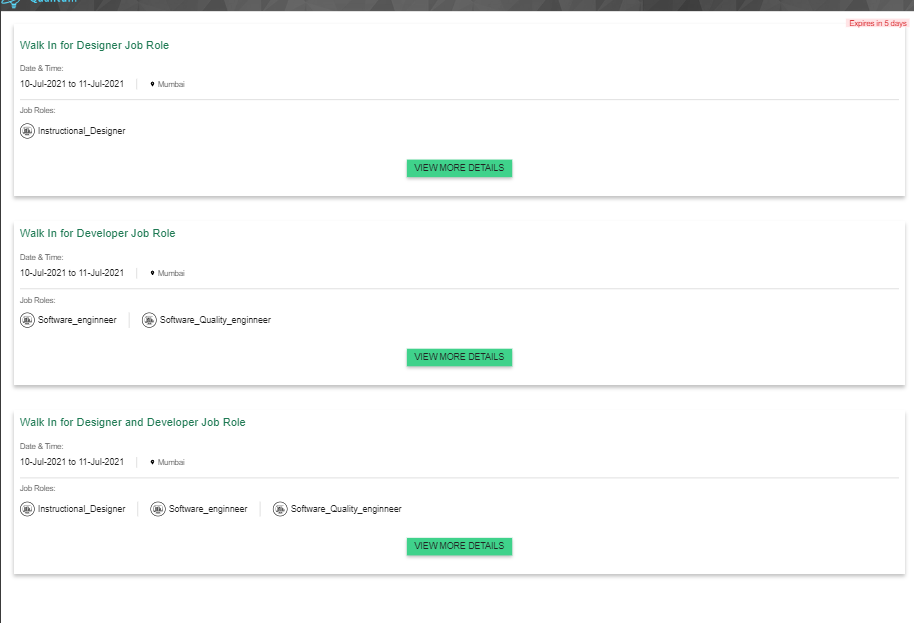 Quantum
Expires in 5 days
Walk In for Designer Job Role
Date & Time:
10-Jul-2021 to 11-Jul-2021 Mumbai
Job Roles:
Instructional_Designer
VIEW MORE DETAILS
Walk In for Developer Job Role
Date & Time:
10-Jul-2021 to 11-Jul-2021 Mumbai
Job Roles:
Software_enginneer Software_Quality_enginneer
VIEW MORE DETAILS
Walk In for Designer and Developer Job Role
Date & Time:
10-Jul-2021 to 11-Jul-2021 Mumbai
Job Roles:
Instructional_Designer Software_enginneer Software_Quality_enginneer
VIEW MORE DETAILS